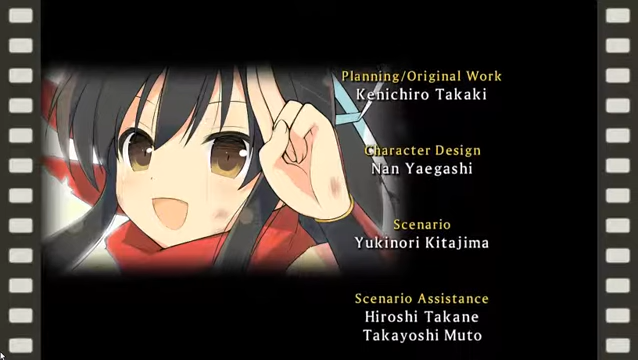 Planning/Original Work
Kenichiro Takaki
Character Design
Nan Yaegashi
Scenario
Yukinori Kitajima
Scenario Assistance
Hiroshi Takane
Takayoshi Muto